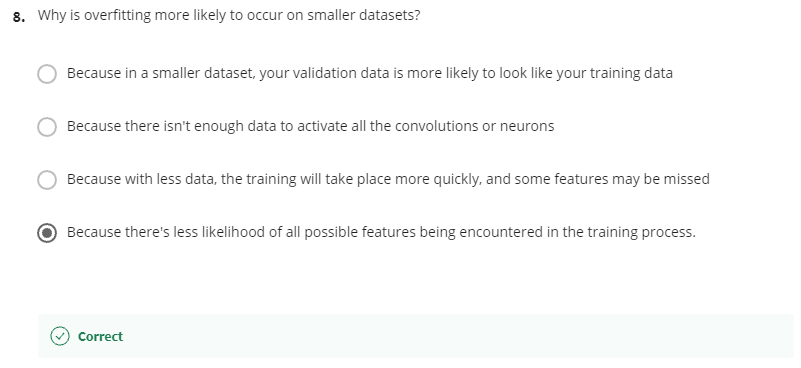 8. Why is overfitting more likely to occur on smaller datasets?
Because in a smaller dataset, your validation data is more likely to look like your training data
Because there isn't enough data to activate all the convolutions or neurons
Because with less data, the training will take place more quickly, and some features may be missed
Because there's less likelihood of all possible features being encountered in the training process.
Correct